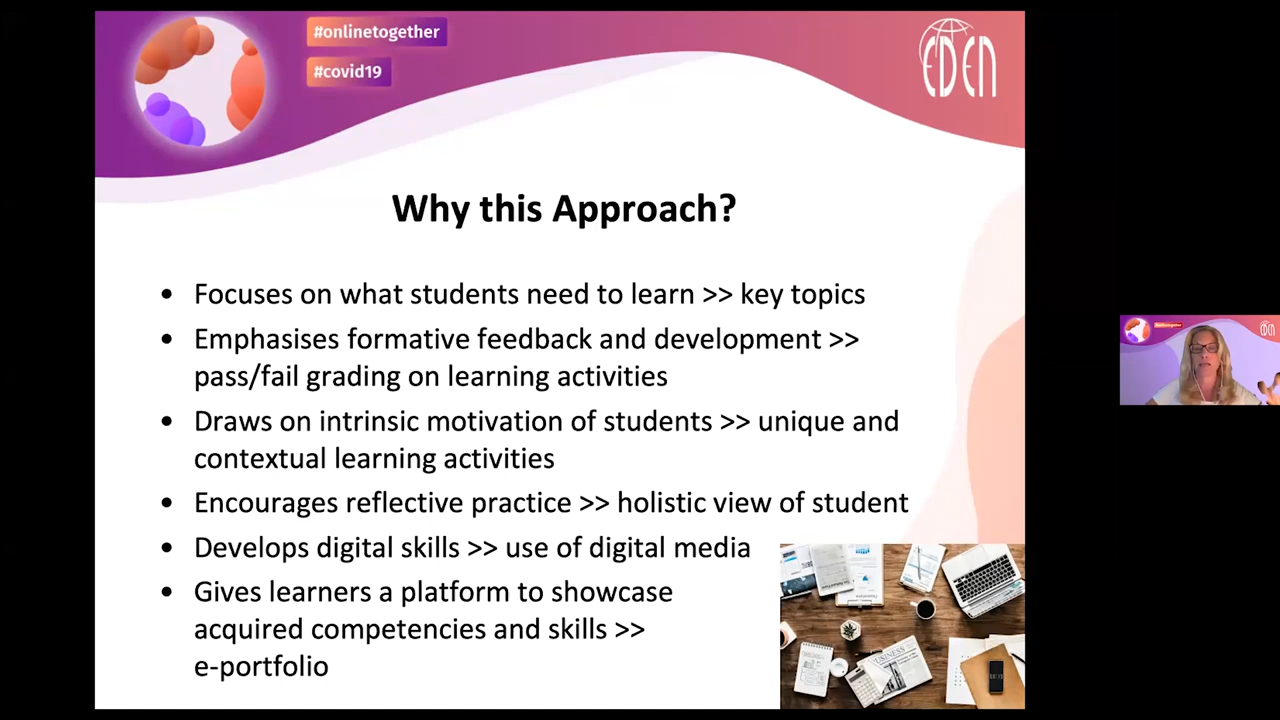 #onlinetogether
#covid19
EDEN
Why this Approach?
• Focuses on what students need to learn >> key topics
• Emphasises formative feedback and development >>
pass/fail grading on learning activities
• Draws on intrinsic motivation of students >> unique and
contextual learning activities
• Encourages reflective practice >> holistic view of student
• Develops digital skills >> use of digital media
• Gives learners a platform to showcase
acquired competencies and skills >>
e-portfolio